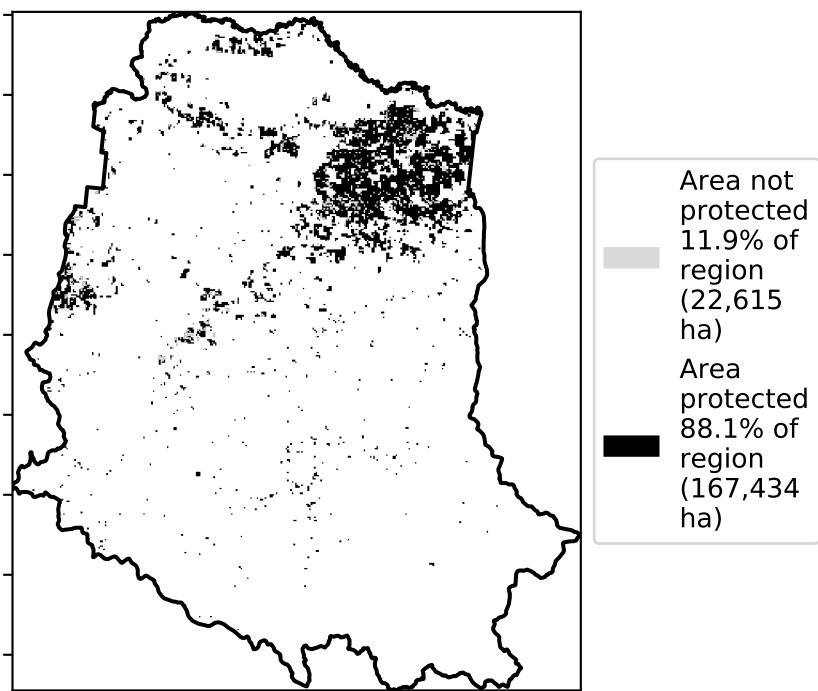 Area not
protected
11.9% of
region
(22,615
ha)
Area
protected
88.1% of
region
(167,434
ha)